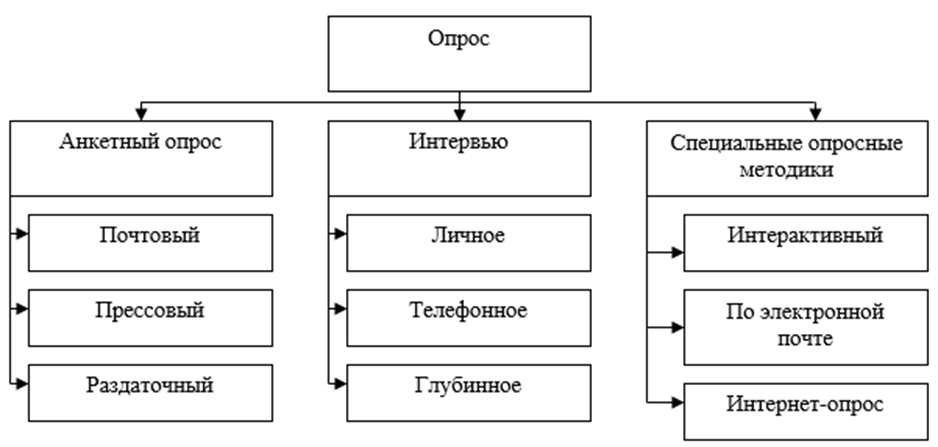 Опрос
Анкетный опрос
Почтовый
Прессовый
Раздаточный
Интервью
Личное
Телефонное
Глубинное
Специальные опросные
методики
Интерактивный
По электронной
почте
Интернет-опрос